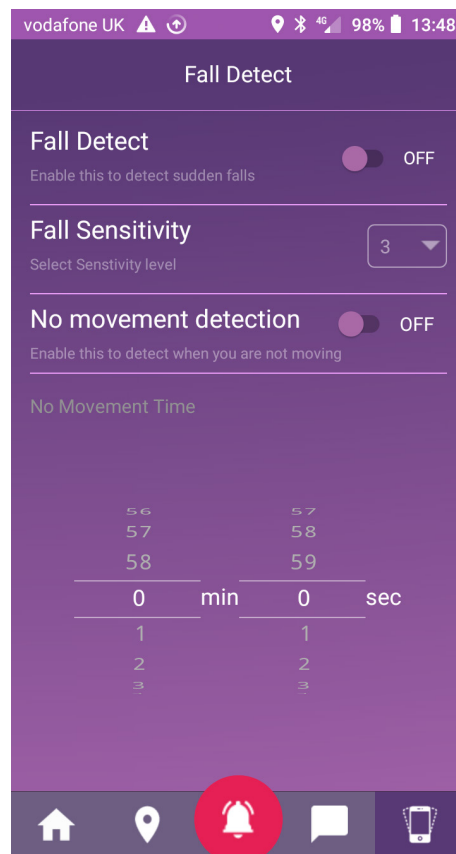 vodafone UK 4G 98% 13:48
Fall Detect
Fall Detect
OFF
Enable this to detect sudden falls
Fall Sensitivity
3
Select Senstivity level
No movement detection
OFF
Enable this to detect when you are not moving
No Movement Time
56 57
57 58
58 59
0 min 0 sec
1 1
2 2
3 3